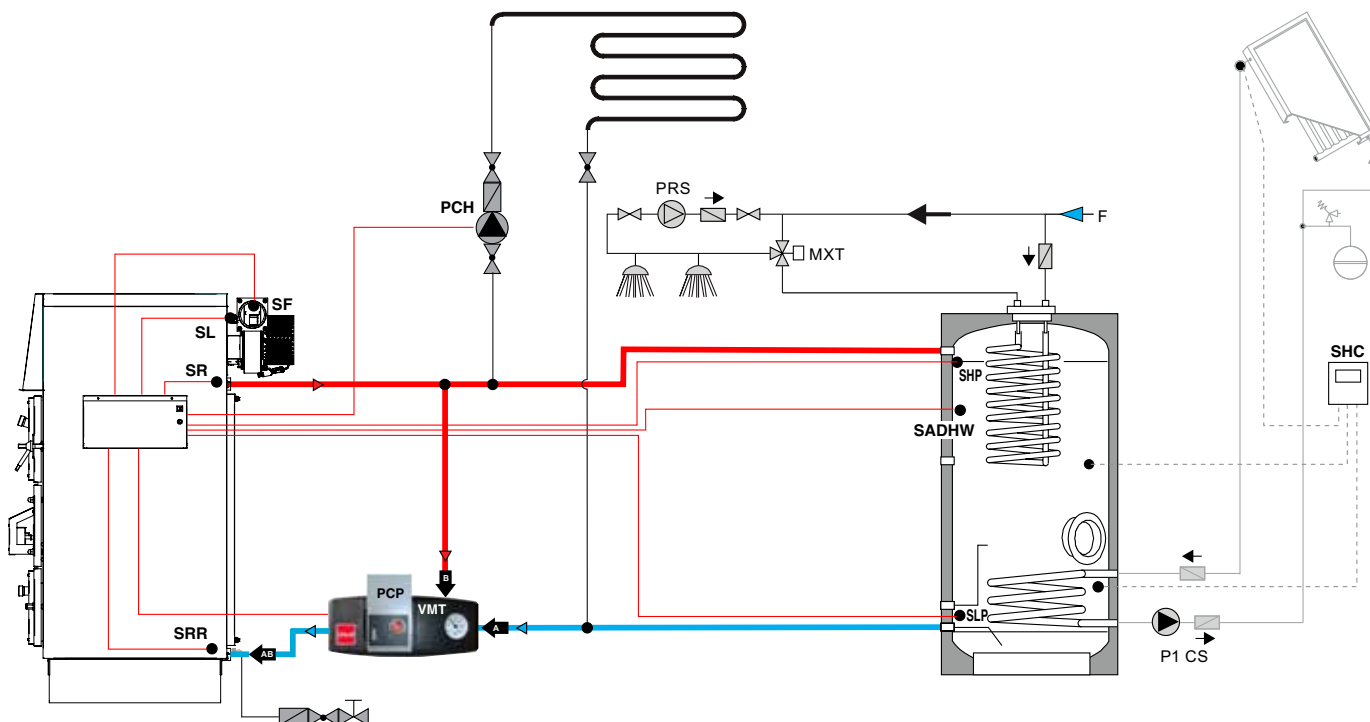 PRS
PCH
F
MXT
SF
SL
SHC
SR
SHP
SADHW
B
PCP
VMT
A
SLP
SRR
AB
P1 CS